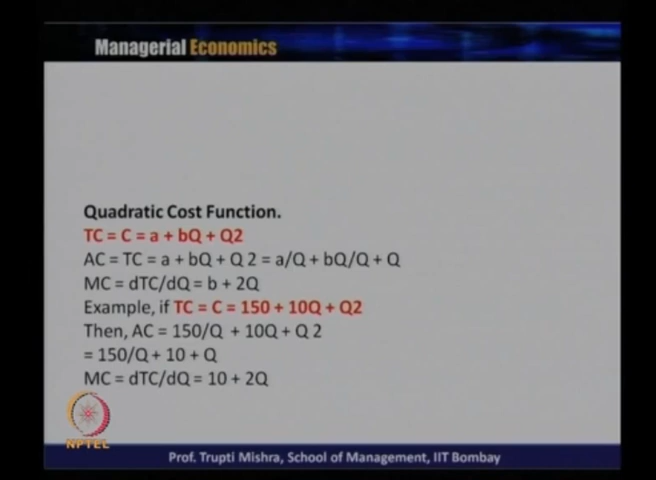 Managerial Economics
Quadratic Cost Function.
TC = C = a + bQ + Q2
AC = TC = a + bQ + Q 2 = a/Q + bQ/Q + Q
MC = dTC/dQ = b + 2Q
Example, if TC = C = 150 + 10Q + Q2
Then, AC = 150/Q + 10Q + Q 2
= 150/Q + 10 + Q
MC = dTC/dQ = 10 + 2Q
NPTEL
Prof. Trupti Mishra, School of Management, IIT Bombay